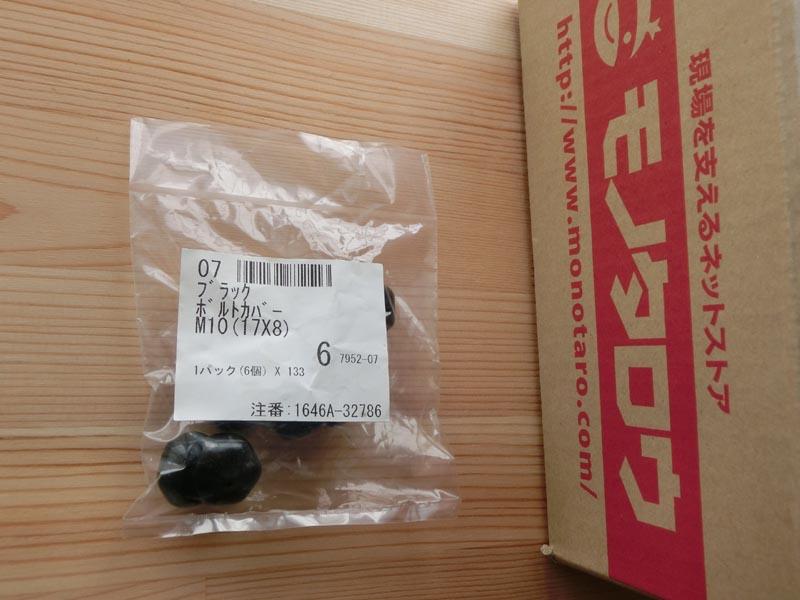 07
ブラック
ボルトカバー
M10(17X8)
6 7952-07
1パック(6個) X 133
注番:1646A-32786
現場を支えるネットストア
モノタロウ
http://www.monotaro.com/